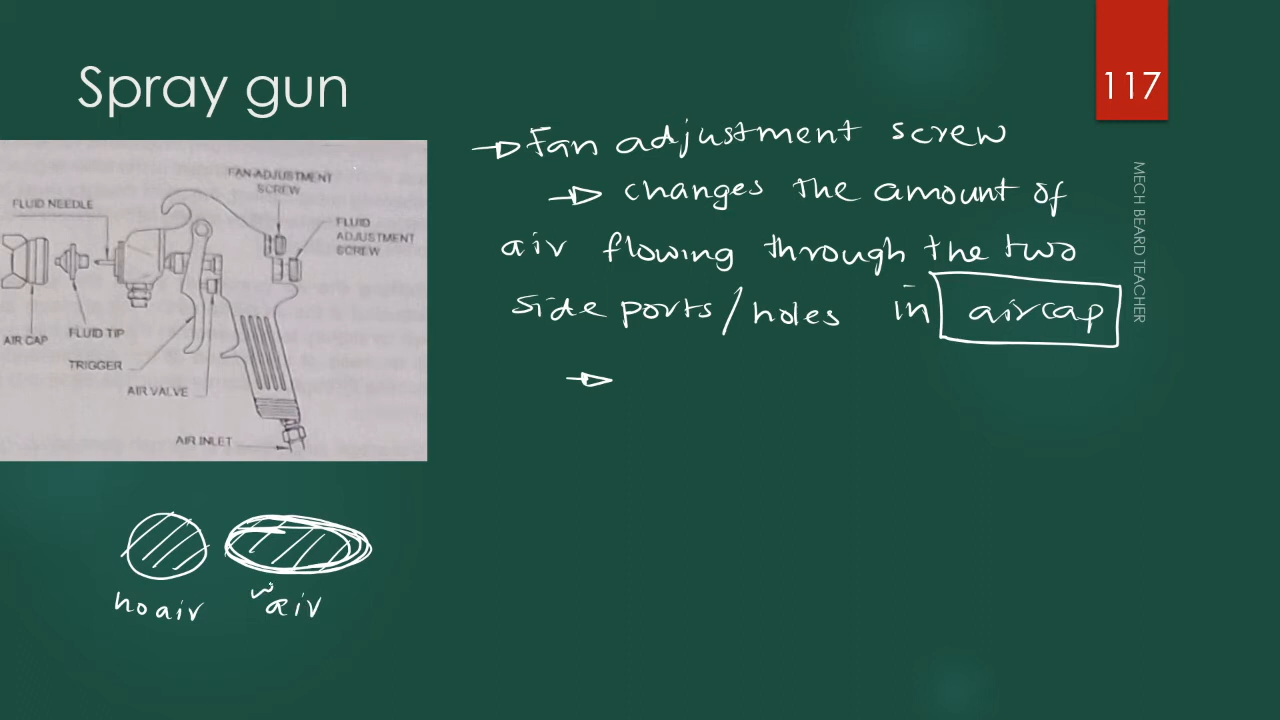 Spray gun
117
→ Fan adjustment screw
→ changes the amount of
air flowing through the two
side ports/holes in aircap
→
MECH BEARD TEACHER
FAN-ADJUSTMENT
SCREW
FLUID NEEDLE
FLUID
ADJUSTMENT
SCREW
AIR CAP
FLUID TIP
TRIGGER
AIR VALVE
AIR INLET
no air
air